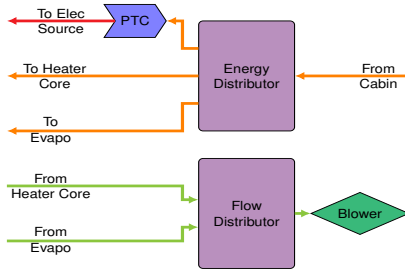 To Elec
Source
PTC
To Heater
Core
Energy
Distributor
From
Cabin
To
Evapo
From
Heater Core
Flow
Distributor
Blower
From
Evapo